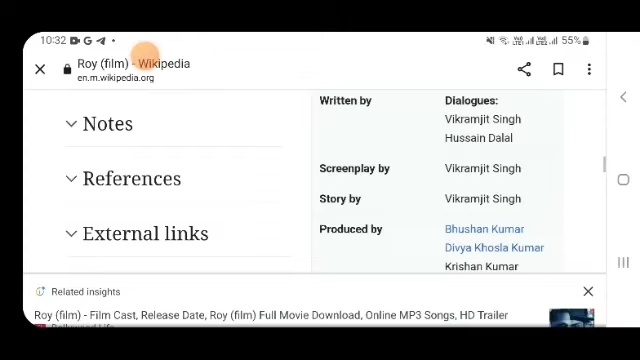 10:32
55%
Roy (film) - Wikipedia
en.m.wikipedia.org
Notes
References
External links
Written by
Dialogues:
Vikramjit Singh
Hussain Dalal
Screenplay by
Vikramjit Singh
Story by
Vikramjit Singh
Produced by
Bhushan Kumar
Divya Khosla Kumar
Krishan Kumar
Related insights
Roy (film) - Film Cast, Release Date, Roy (film) Full Movie Download, Online MP3 Songs, HD Trailer
Bollywood Life